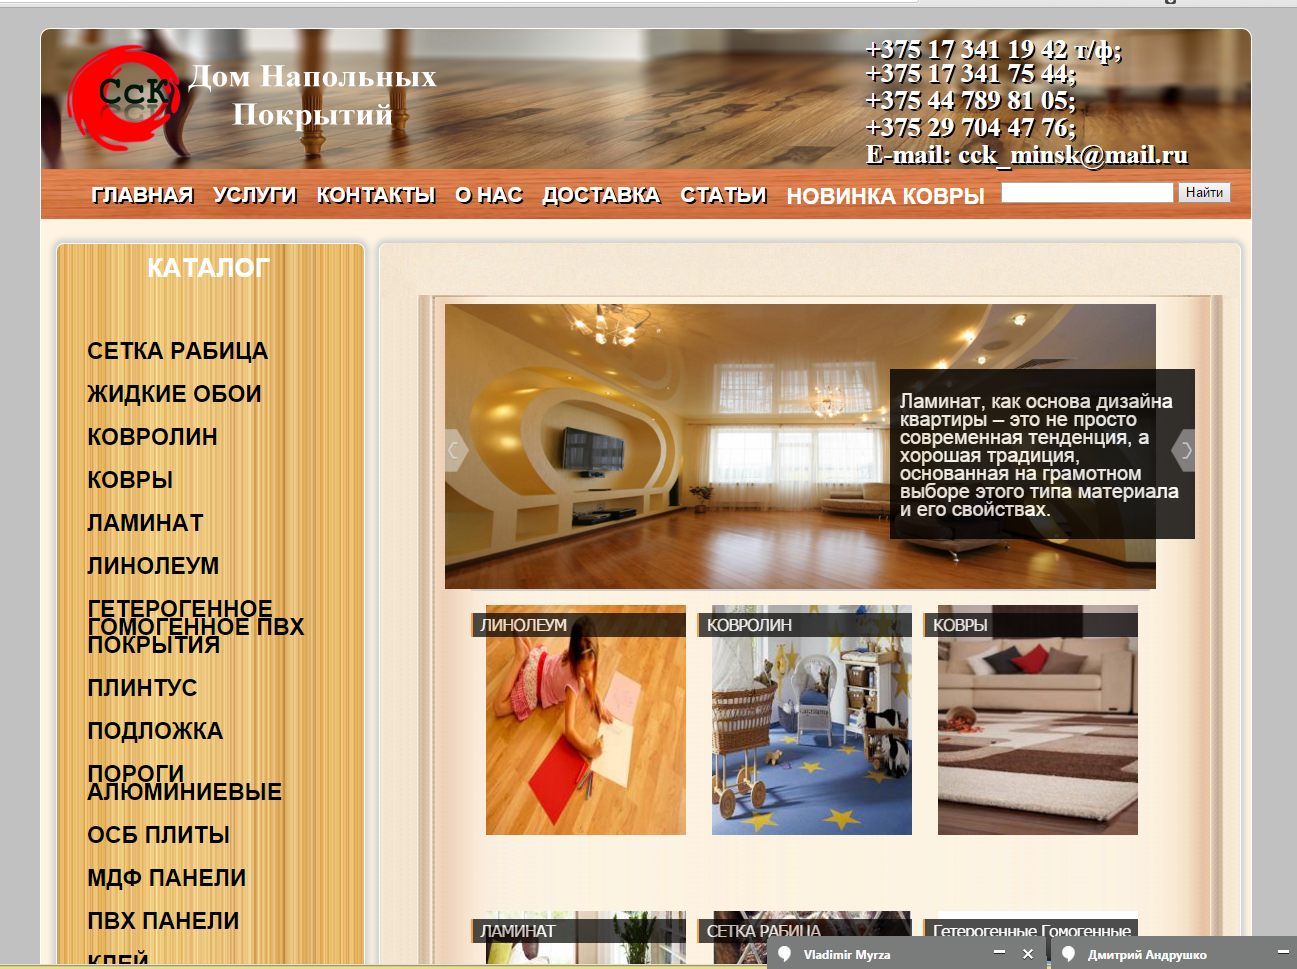 СсК
Дом Напольных
Покрытий
+375 17 341 19 42 т/ф;
+375 17 341 75 44;
+375 44 789 81 05;
+375 29 704 47 76;
E-mail: cck_minsk@mail.ru
ГЛАВНАЯ УСЛУГИ КОНТАКТЫ О НАС ДОСТАВКА СТАТЬИ НОВИНКА КОВРЫ Найти
КАТАЛОГ
СЕТКА РАБИЦА
ЖИДКИЕ ОБОИ
КОВРОЛИН
КОВРЫ
ЛАМИНАТ
ЛИНОЛЕУМ
ГЕТЕРОГЕННОЕ
ГОМОГЕННОЕ ПВХ
ПОКРЫТИЯ
ПЛИНТУС
ПОДЛОЖКА
ПОРОГИ
АЛЮМИНИЕВЫЕ
ОСБ ПЛИТЫ
МДФ ПАНЕЛИ
ПВХ ПАНЕЛИ
КЛЕЙ
Ламинат, как основа дизайна
квартиры – это не просто
современная тенденция, а
хорошая традиция,
основанная на грамотном
выборе этого типа материала
и его свойствах.
ЛИНОЛЕУМ КОВРОЛИН КОВРЫ
ЛАМИНАТ СЕТКА РАБИЦА Гетерогенные Гомогенные
Vladimir Myrza Дмитрий Андрушко